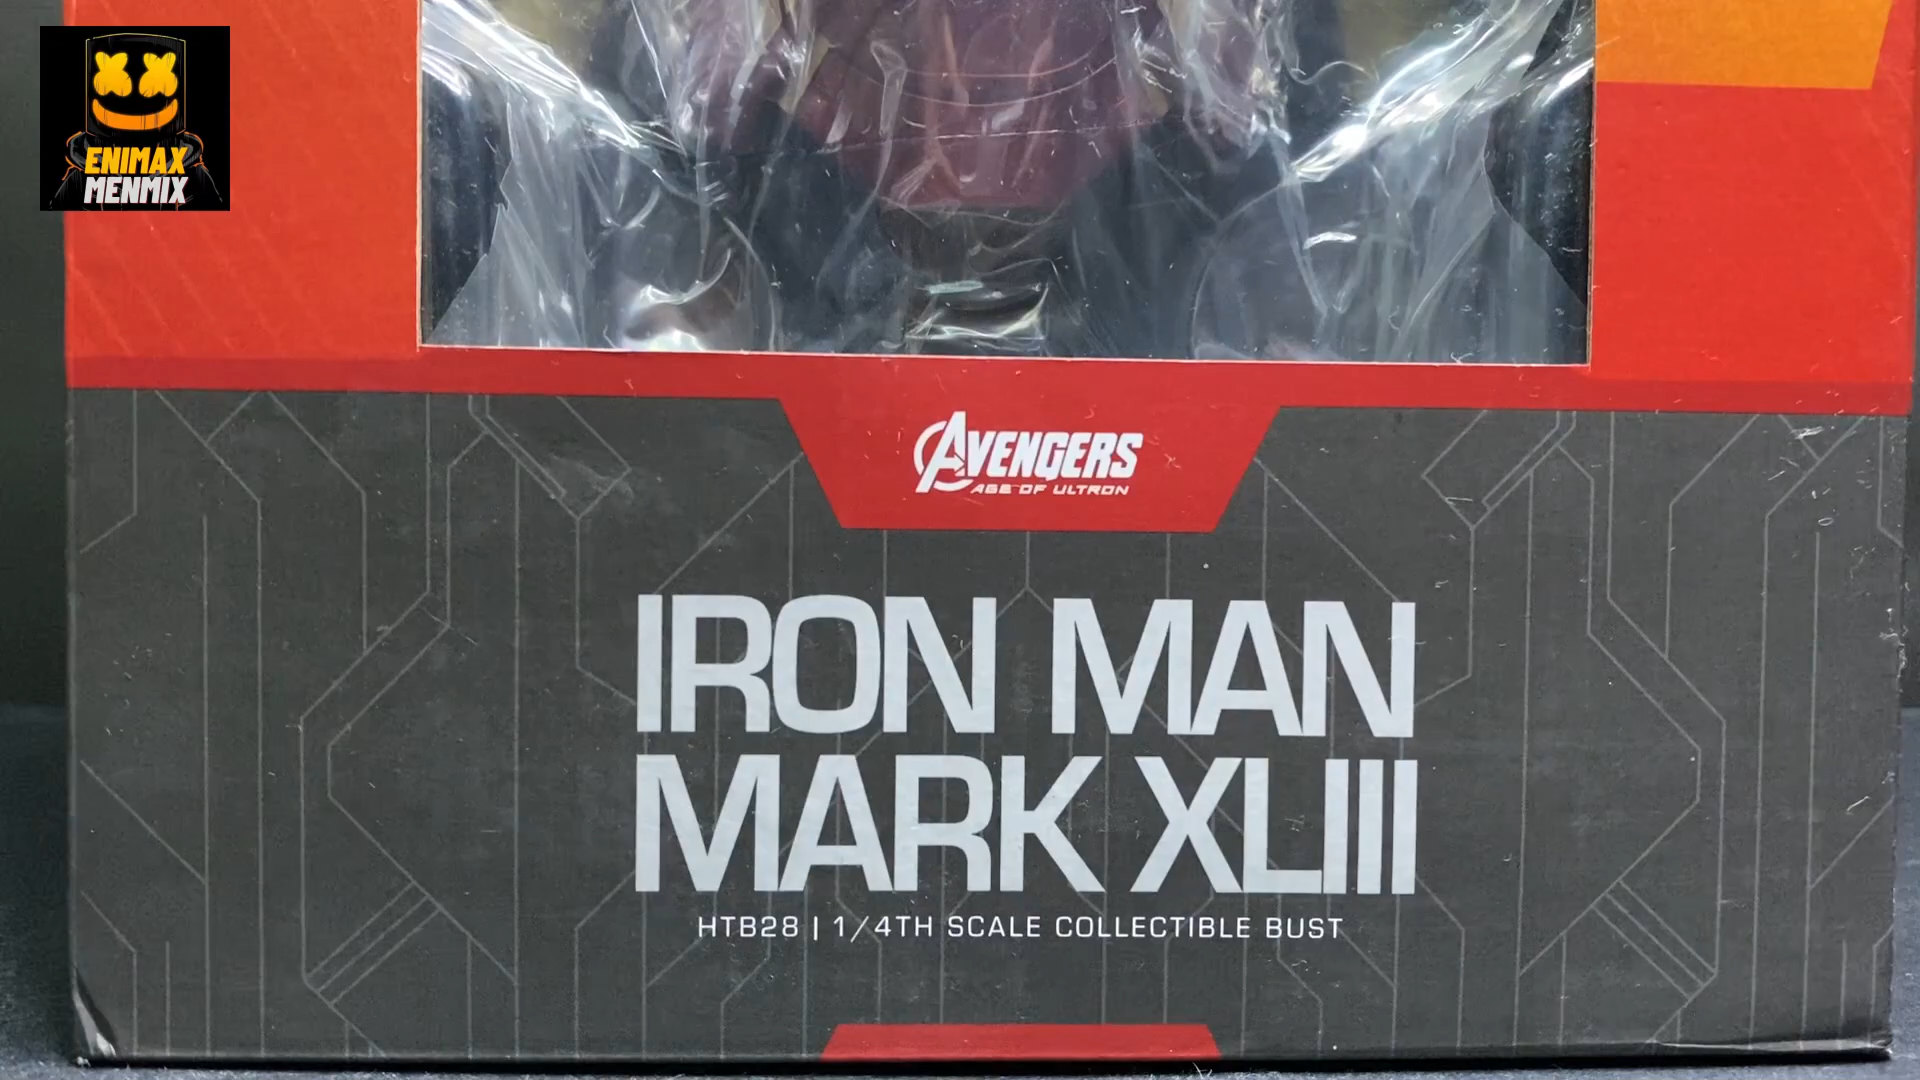 ENIMAX
MENMIX
AVENGERS
AGE OF ULTRON
IRON MAN
MARK XLIII
HTB28 | 1/4TH SCALE COLLECTIBLE BUST